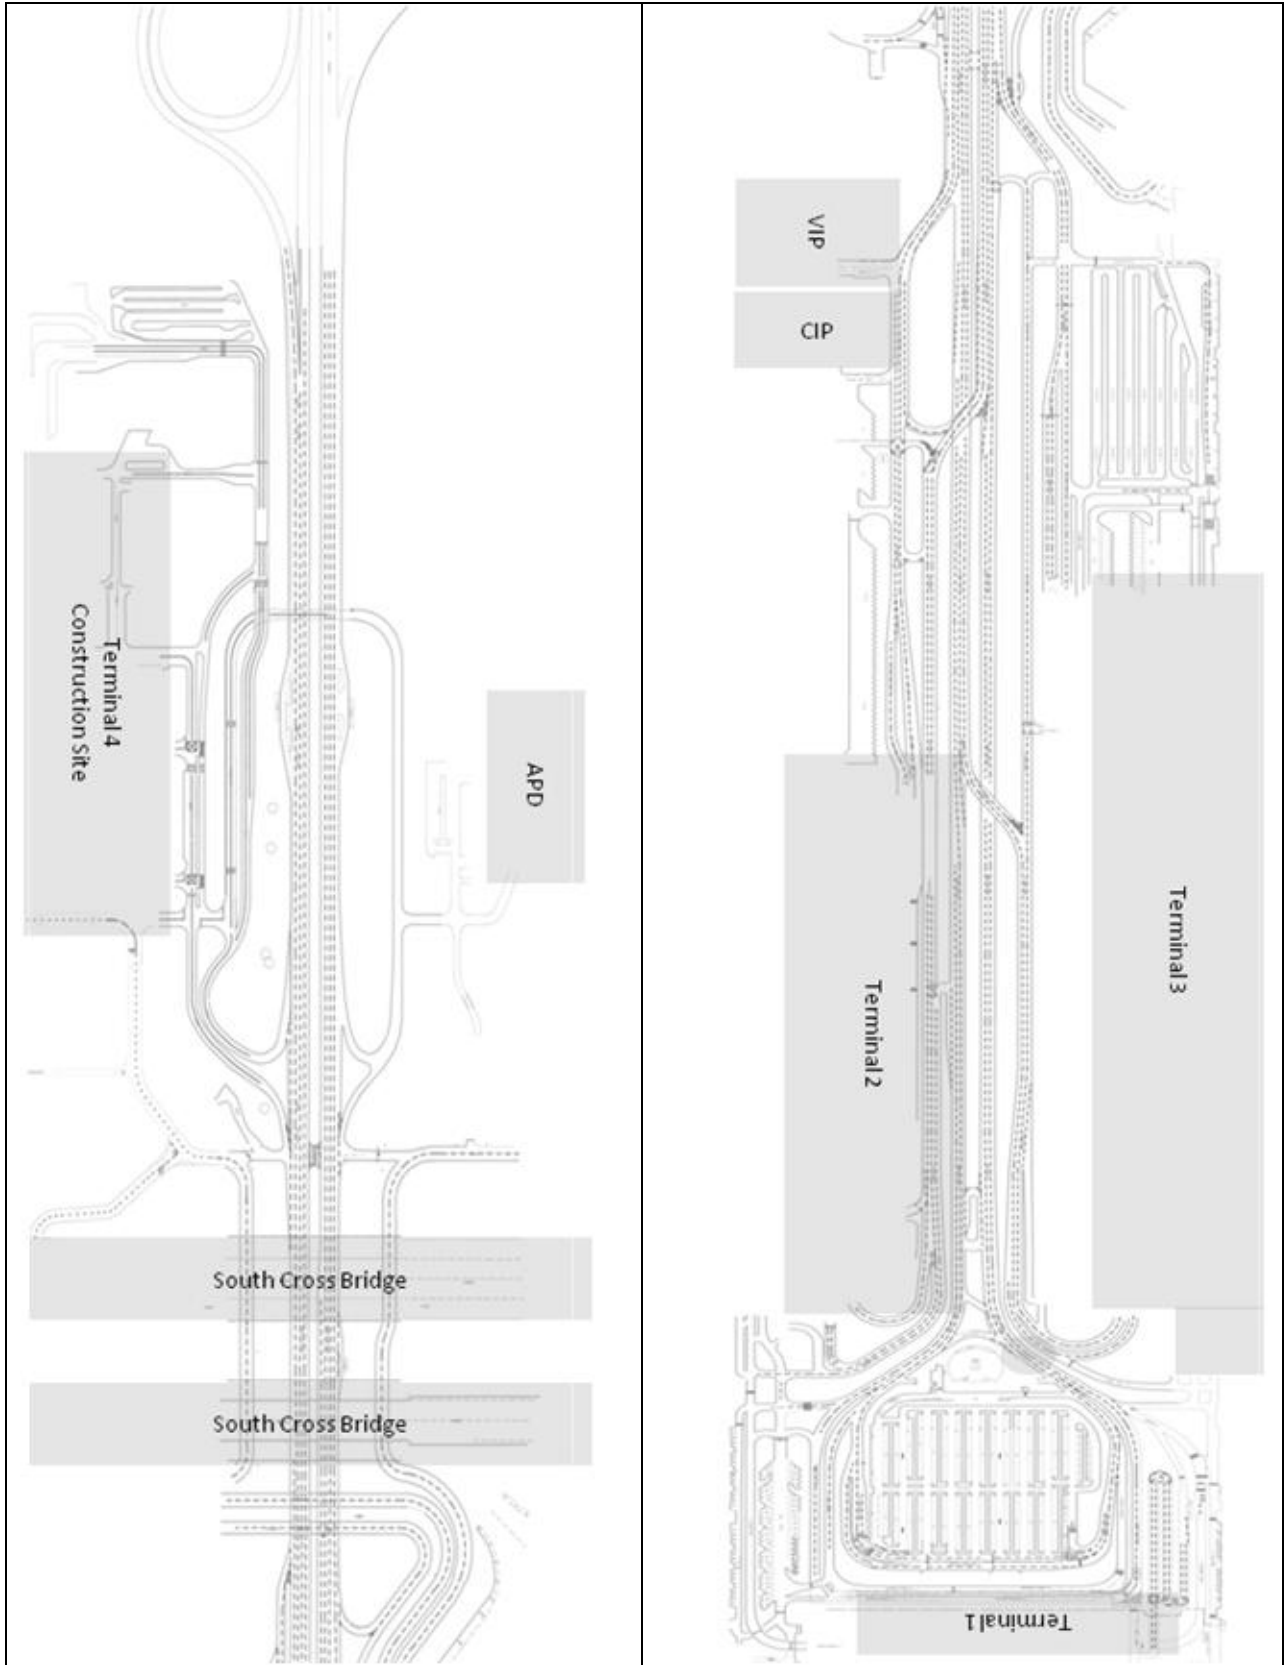 Terminal 4
Construction Site
APD
South Cross Bridge
South Cross Bridge
VIP
CIP
Terminal 3
Terminal 2
Terminal 1